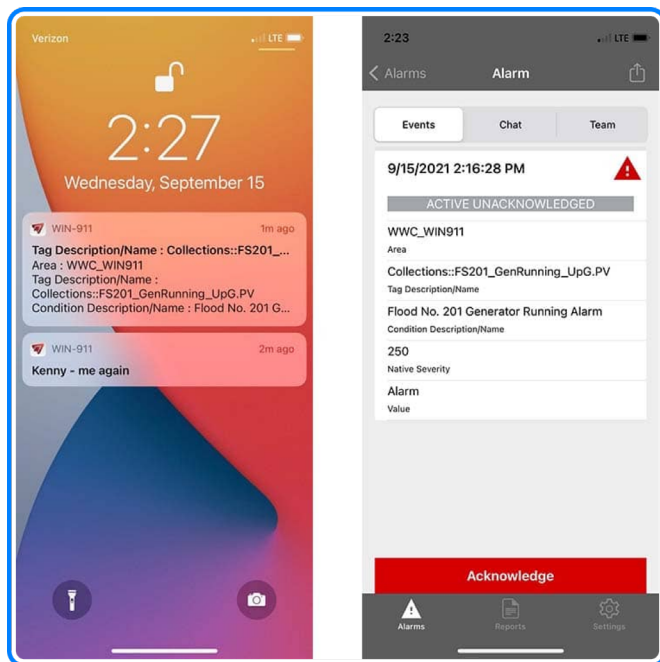 Verizon
LTE
2:27
Wednesday, September 15
WIN-911
1m ago
Tag Description/Name : Collections::FS201_...
Area : WWC_WIN911
Tag Description/Name :
Collections::FS201_GenRunning_UpG.PV
Condition Description/Name : Flood No. 201 G...
WIN-911
2m ago
Kenny - me again
2:23
LTE
Alarms
Alarm
Events
Chat
Team
9/15/2021 2:16:28 PM
ACTIVE UNACKNOWLEDGED
WWC_WIN911
Area
Collections::FS201_GenRunning_UpG.PV
Tag Description/Name
Flood No. 201 Generator Running Alarm
Condition Description/Name
250
Native Severity
Alarm
Value
Acknowledge
Alarms
Reports
Settings